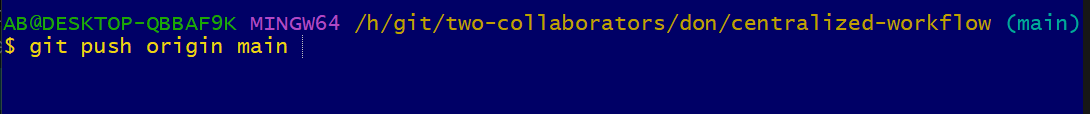 AB@DESKTOP-QBBAF9K MINGW64 /h/git/two-collaborators/don/centralized-workflow (main)
$ git push origin main